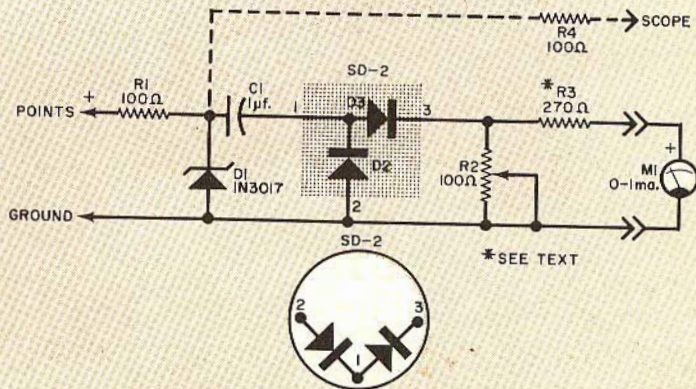 SCOPE
R4
100Ω
SD-2
* R3
270Ω
C1
1µf.
R1
100Ω
POINTS
+
1
D3
3
D2
R2
100Ω
+
M1
0-1ma.
D1
1N3017
2
GROUND
SD-2
* SEE TEXT
2
3
1